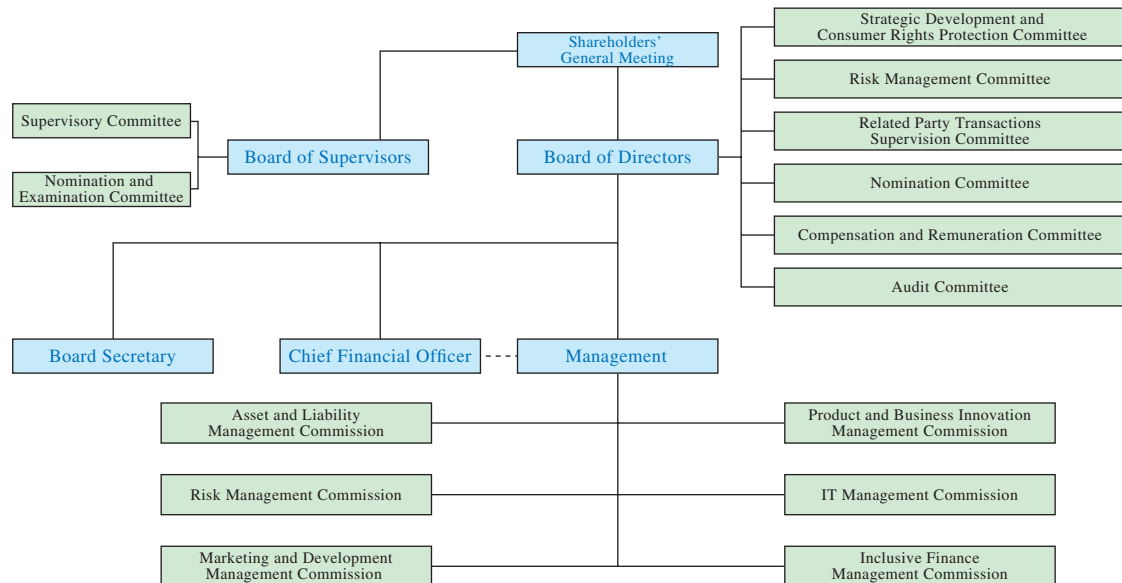 Strategic Development and
Consumer Rights Protection Committee
Shareholders'
General Meeting
Risk Management Committee
Supervisory Committee
Related Party Transactions
Supervision Committee
Board of Supervisors
Board of Directors
Nomination and
Examination Committee
Nomination Committee
Compensation and Remuneration Committee
Audit Committee
Board Secretary
Chief Financial Officer
Management
Asset and Liability
Management Commission
Product and Business Innovation
Management Commission
Risk Management Commission
IT Management Commission
Marketing and Development
Management Commission
Inclusive Finance
Management Commission